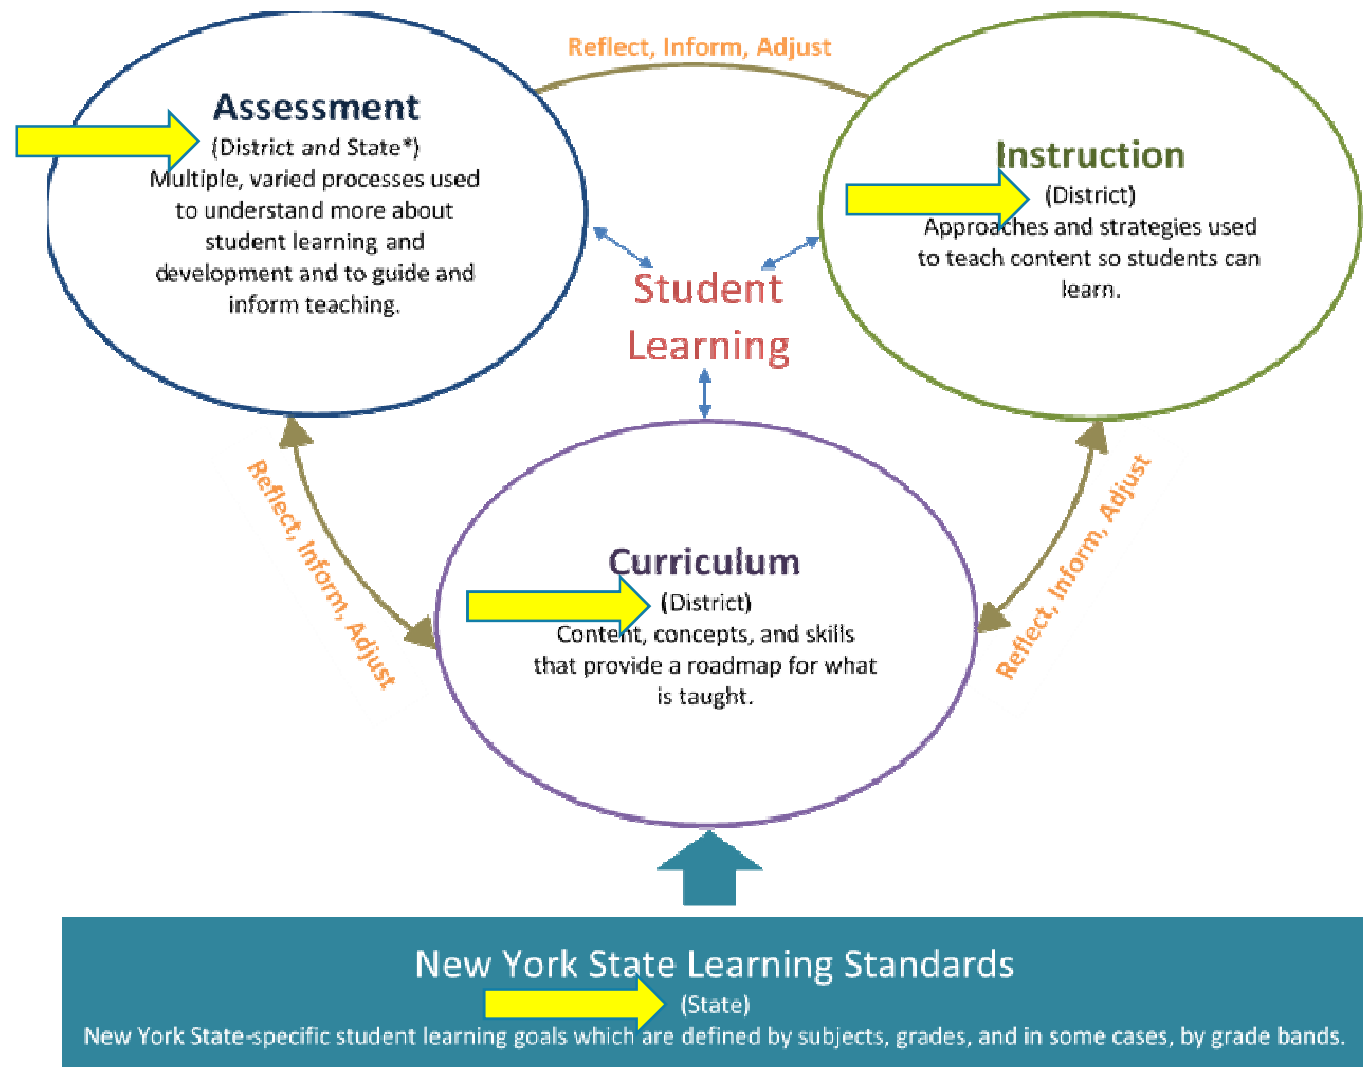 Reflect, Inform, Adjust
Assessment
(District and State*)
Multiple, varied processes used
to understand more about
student learning and
development and to guide and
inform teaching.
Instruction
(District)
Approaches and strategies used
to teach content so students can
learn.
Student
Learning
Reflect, Inform, Adjust
Reflect, Inform, Adjust
Curriculum
(District)
Content, concepts, and skills
that provide a roadmap for what
is taught.
New York State Learning Standards
(State)
New York State-specific student learning goals which are defined by subjects, grades, and in some cases, by grade bands.